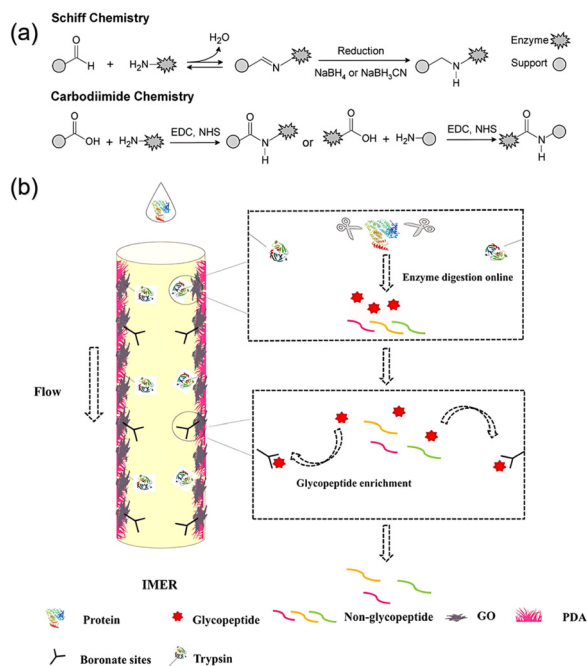 (a)
Schiff Chemistry
O
H
+
H₂N
H₂O
N
Reduction
NaBH₄ or NaBH₃CN
N
H
Enzyme
Support
Carbodiimide Chemistry
O
OH
+
H₂N
EDC, NHS
O
N
H
or
O
OH
+
H₂N
EDC, NHS
O
N
H
(b)
Enzyme digestion online
Flow
Glycopeptide enrichment
IMER
Protein
Glycopeptide
Non-glycopeptide
GO
PDA
Boronate sites
Trypsin